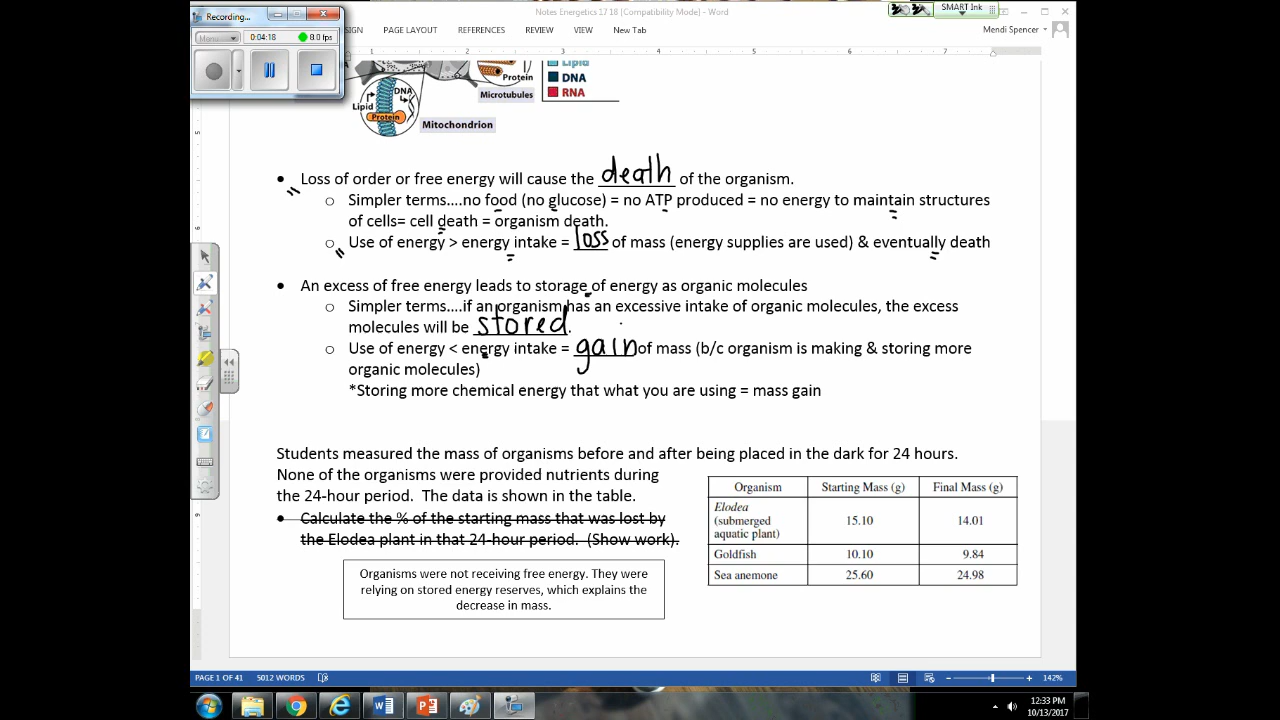 Recording...
Notes Energetics 17 18 [Compatibility Mode] - Word
SMART Ink
Menu
0:04:18
8.0 fps
SIGN PAGE LAYOUT REFERENCES REVIEW VIEW New Tab
Mendi Spencer
1 2 3 4 5 6 7
Lipid
DNA
RNA
Protein
Microtubules
DNA
Lipid
Protein
Mitochondrion
• Loss of order or free energy will cause the death of the organism.
o Simpler terms....no food (no glucose) = no ATP produced = no energy to maintain structures
of cells= cell death = organism death.
o Use of energy > energy intake = loss of mass (energy supplies are used) & eventually death
• An excess of free energy leads to storage of energy as organic molecules
o Simpler terms....if an organism has an excessive intake of organic molecules, the excess
molecules will be stored.
o Use of energy < energy intake = gain of mass (b/c organism is making & storing more
organic molecules)
*Storing more chemical energy that what you are using = mass gain
Students measured the mass of organisms before and after being placed in the dark for 24 hours.
None of the organisms were provided nutrients during
the 24-hour period. The data is shown in the table.
• Calculate the % of the starting mass that was lost by
the Elodea plant in that 24-hour period. (Show work).
Organisms were not receiving free energy. They were
relying on stored energy reserves, which explains the
decrease in mass.
Organism Starting Mass (g) Final Mass (g)
Elodea
(submerged
aquatic plant) 15.10 14.01
Goldfish 10.10 9.84
Sea anemone 25.60 24.98
PAGE 1 OF 41 5012 WORDS
142%
12:33 PM
10/13/2017